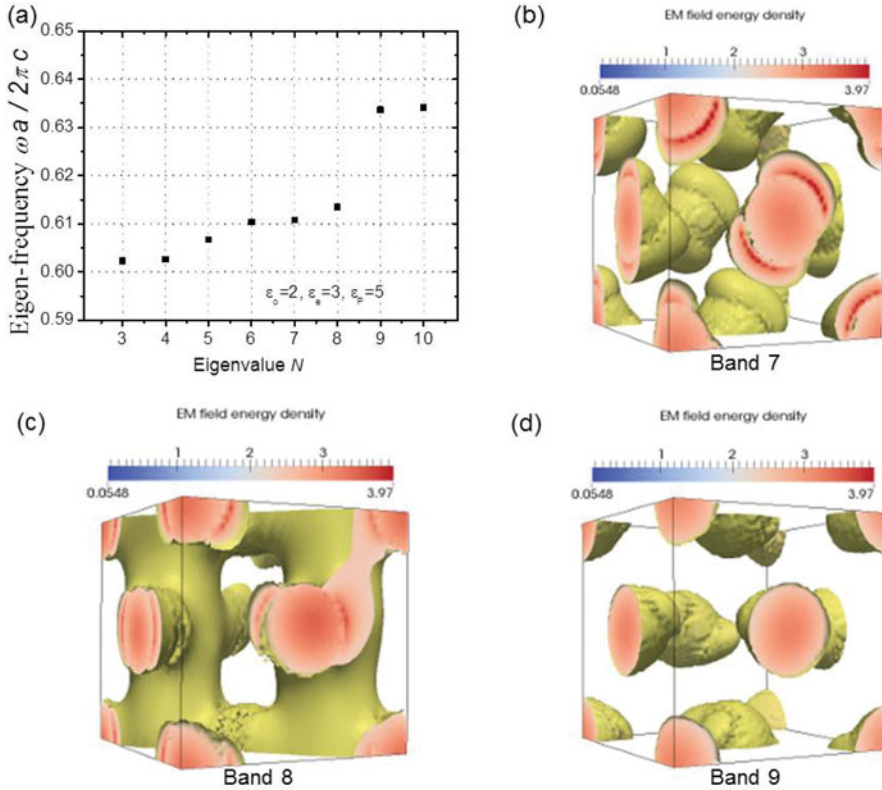 (a)
0.65
0.64
0.63
0.62
0.61
0.60
0.59
Eigen-frequency ωa / 2π c
3 4 5 6 7 8 9 10
Eigenvalue N
εc=2, εe=3, εp=5
(b)
EM field energy density
1 2 3
0.0548 3.97
Band 7
(c)
EM field energy density
1 2 3
0.0548 3.97
Band 8
(d)
EM field energy density
1 2 3
0.0548 3.97
Band 9